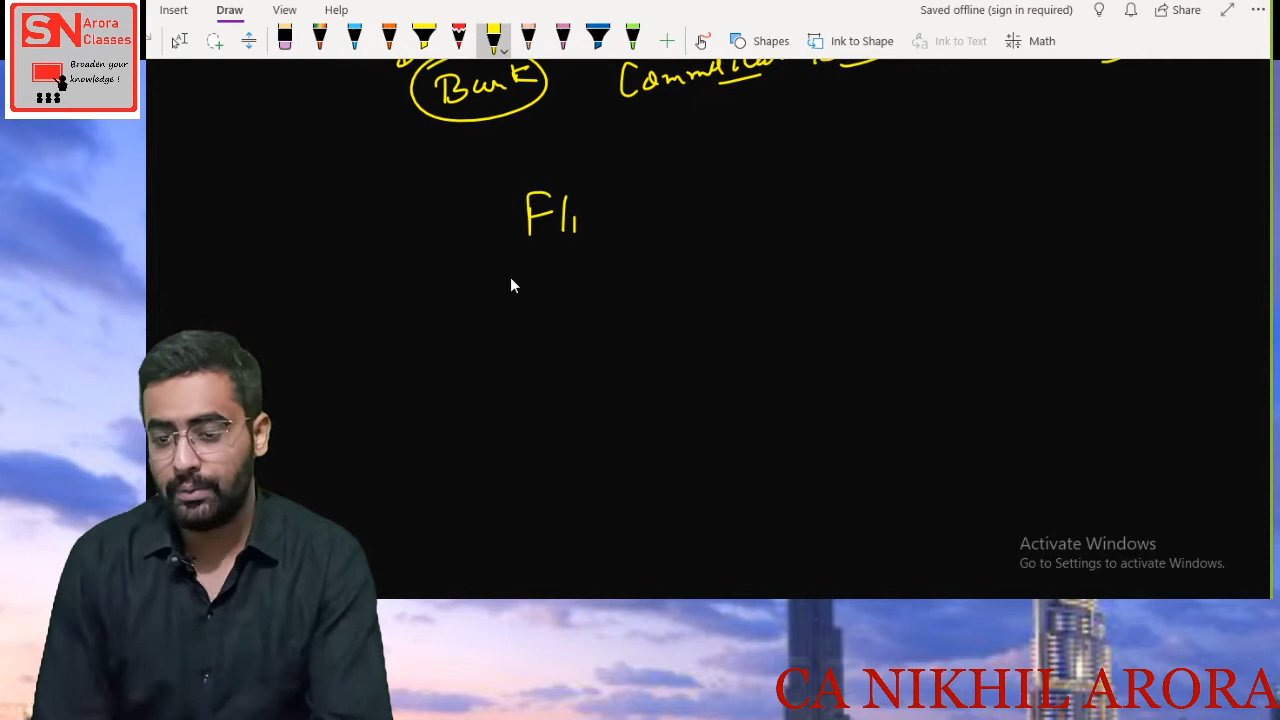 SN Arora
Classes
Broaden your
knowledge !
Insert Draw View Help Saved offline (sign in required) Share
Shapes Ink to Shape Ink to Text Math
Bank
Activate Windows
Go to Settings to activate Windows.
CA NIKHIL ARORA